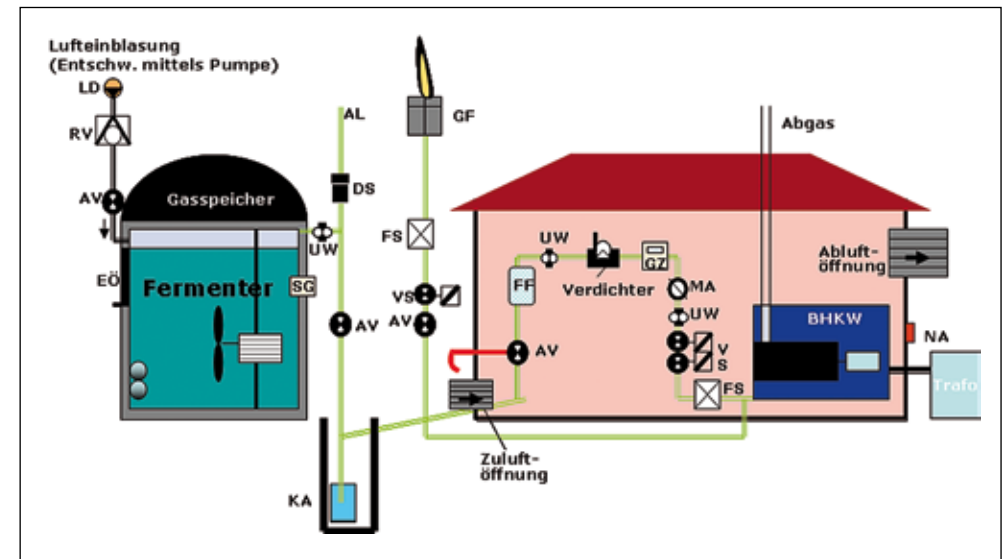 Lufteinblasung
(Entschw. mittels Pumpe)
LD
RV
AV
Gasspeicher
EÖ
Fermenter
SG
UW
AL
DS
AV
KA
GF
FS
VS
AV
Zuluft-
öffnung
AV
FF
UW
Verdichter
GZ
MA
UW
V
S
FS
Abgas
BHKW
Abluft-
öffnung
NA
Trafo